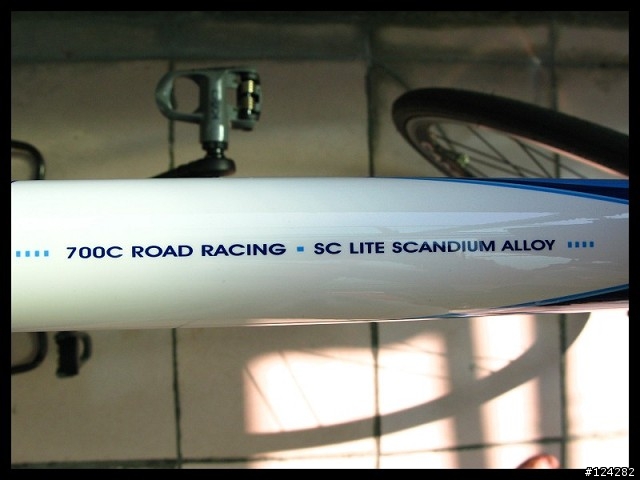 700C ROAD RACING ▪ SC LITE SCANDIUM ALLOY
#124282